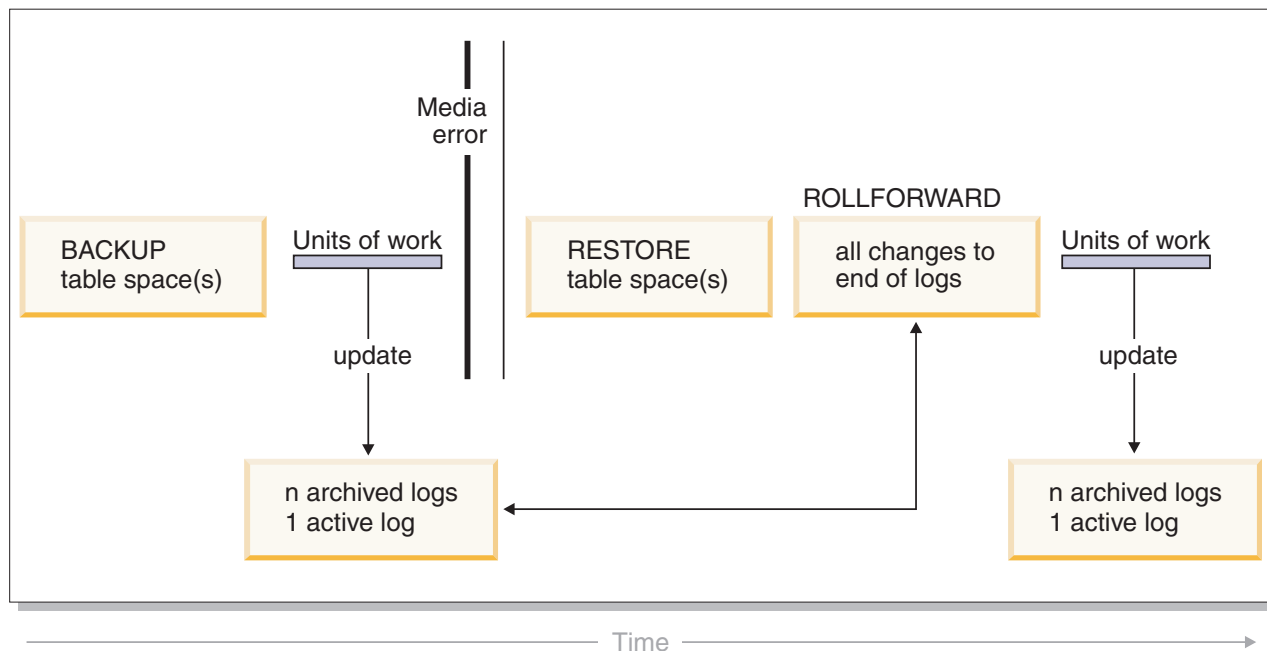 Media
error
BACKUP
table space(s)
Units of work
update
n archived logs
1 active log
RESTORE
table space(s)
ROLLFORWARD
all changes to
end of logs
Units of work
update
n archived logs
1 active log
Time